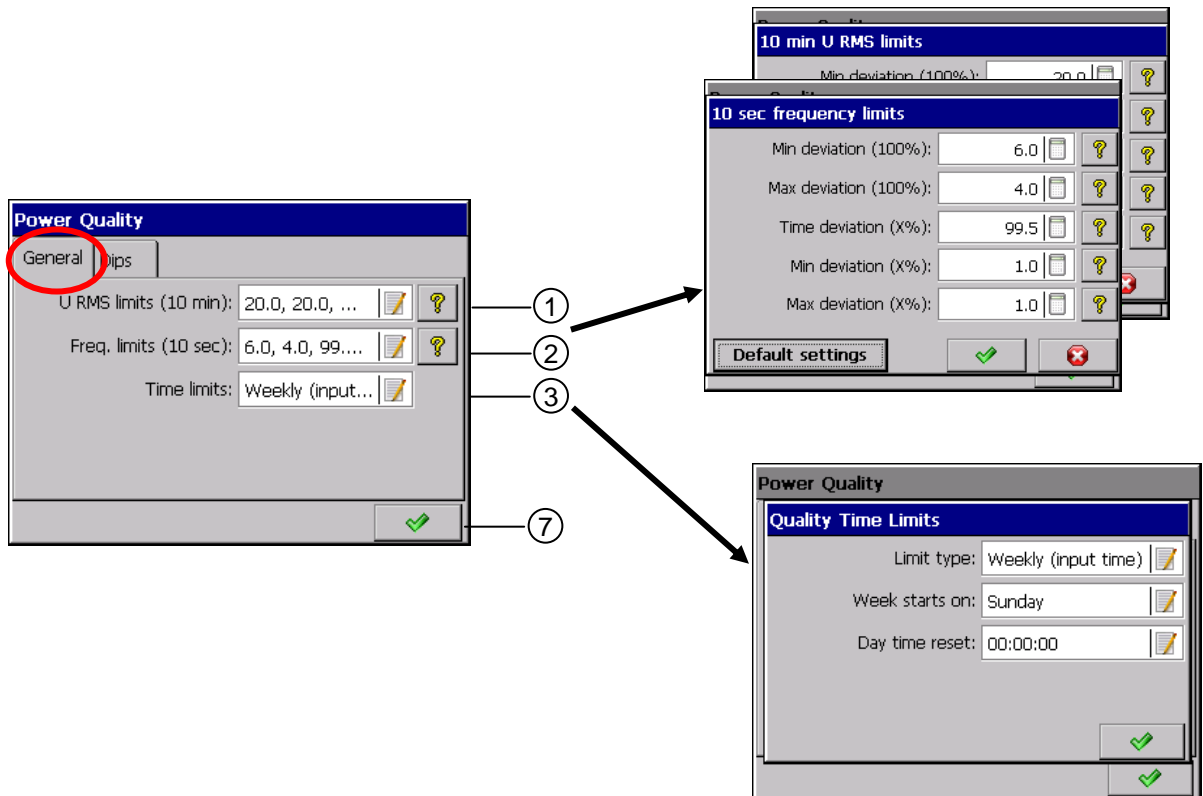 Power Quality
General Dips
U RMS limits (10 min): 20.0, 20.0, ...
Freq. limits (10 sec): 6.0, 4.0, 99....
Time limits: Weekly (input...
①
②
③
⑦
10 min U RMS limits
Min deviation (100%): 20.0
10 sec frequency limits
Min deviation (100%): 6.0
Max deviation (100%): 4.0
Time deviation (X%): 99.5
Min deviation (X%): 1.0
Max deviation (X%): 1.0
Default settings
Power Quality
Quality Time Limits
Limit type: Weekly (input time)
Week starts on: Sunday
Day time reset: 00:00:00